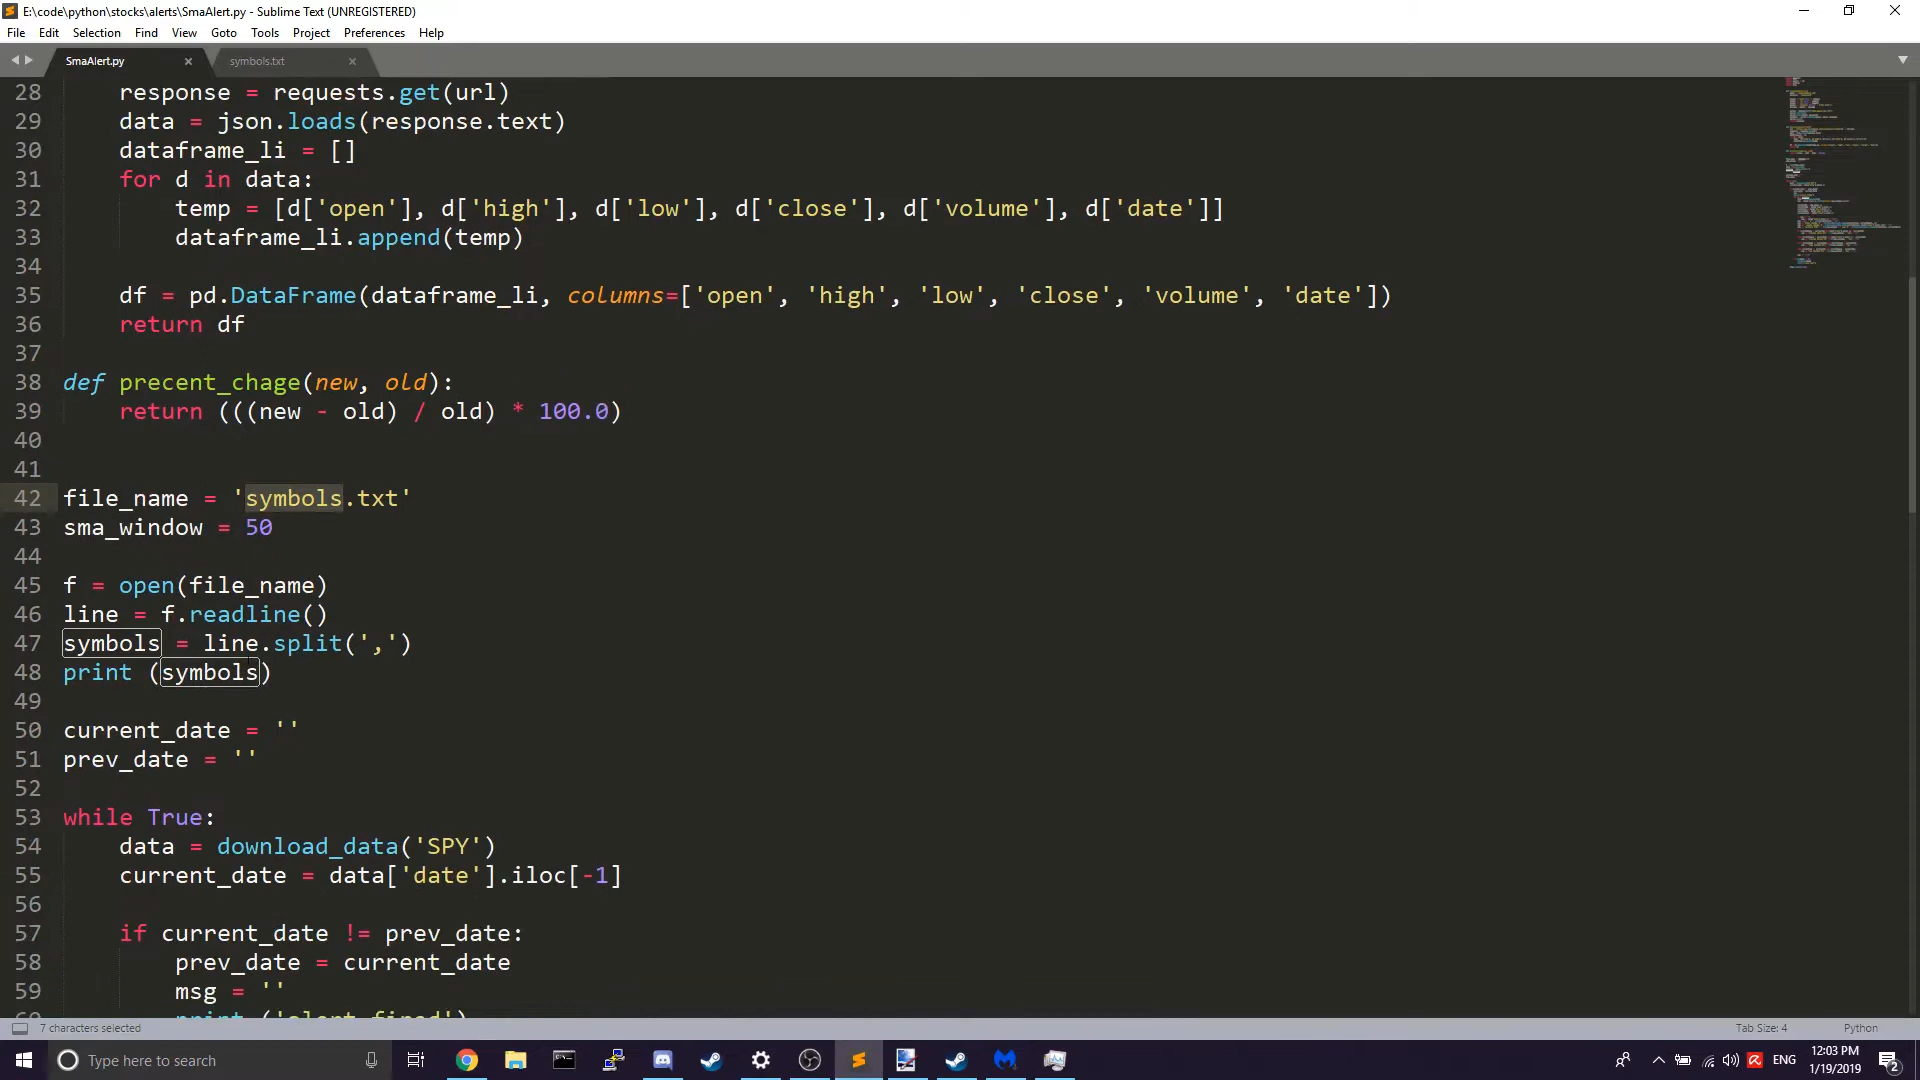 E:\code\python\stocks\alerts\SmaAlert.py - Sublime Text (UNREGISTERED)
File Edit Selection Find View Goto Tools Project Preferences Help
SmaAlert.py symbols.txt
28 response = requests.get(url)
29 data = json.loads(response.text)
30 dataframe_li = []
31 for d in data:
32 temp = [d['open'], d['high'], d['low'], d['close'], d['volume'], d['date']]
33 dataframe_li.append(temp)
34
35 df = pd.DataFrame(dataframe_li, columns=['open', 'high', 'low', 'close', 'volume', 'date'])
36 return df
37
38 def precent_chage(new, old):
39 return (((new - old) / old) * 100.0)
40
41
42 file_name = 'symbols.txt'
43 sma_window = 50
44
45 f = open(file_name)
46 line = f.readline()
47 symbols = line.split(',')
48 print (symbols)
49
50 current_date = ''
51 prev_date = ''
52
53 while True:
54 data = download_data('SPY')
55 current_date = data['date'].iloc[-1]
56
57 if current_date != prev_date:
58 prev_date = current_date
59 msg = ''
60 print ('alert fired')
7 characters selected Tab Size: 4 Python
Type here to search ENG 12:03 PM
1/19/2019 2